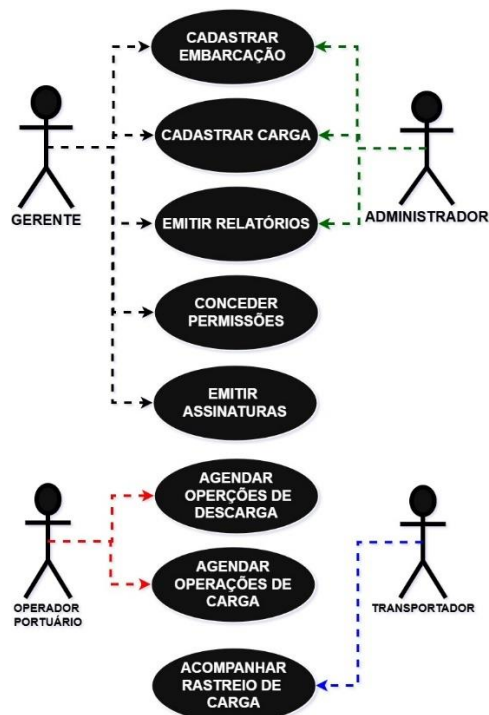 CADASTRAR
EMBARCAÇÃO
CADASTRAR CARGA
GERENTE
ADMINISTRADOR
EMITIR RELATÓRIOS
CONCEDER
PERMISSÕES
EMITIR
ASSINATURAS
AGENDAR
OPERÇÕES DE
DESCARGA
AGENDAR
OPERAÇÕES DE
CARGA
OPERADOR
PORTUÁRIO
TRANSPORTADOR
ACOMPANHAR
RASTREIO DE
CARGA